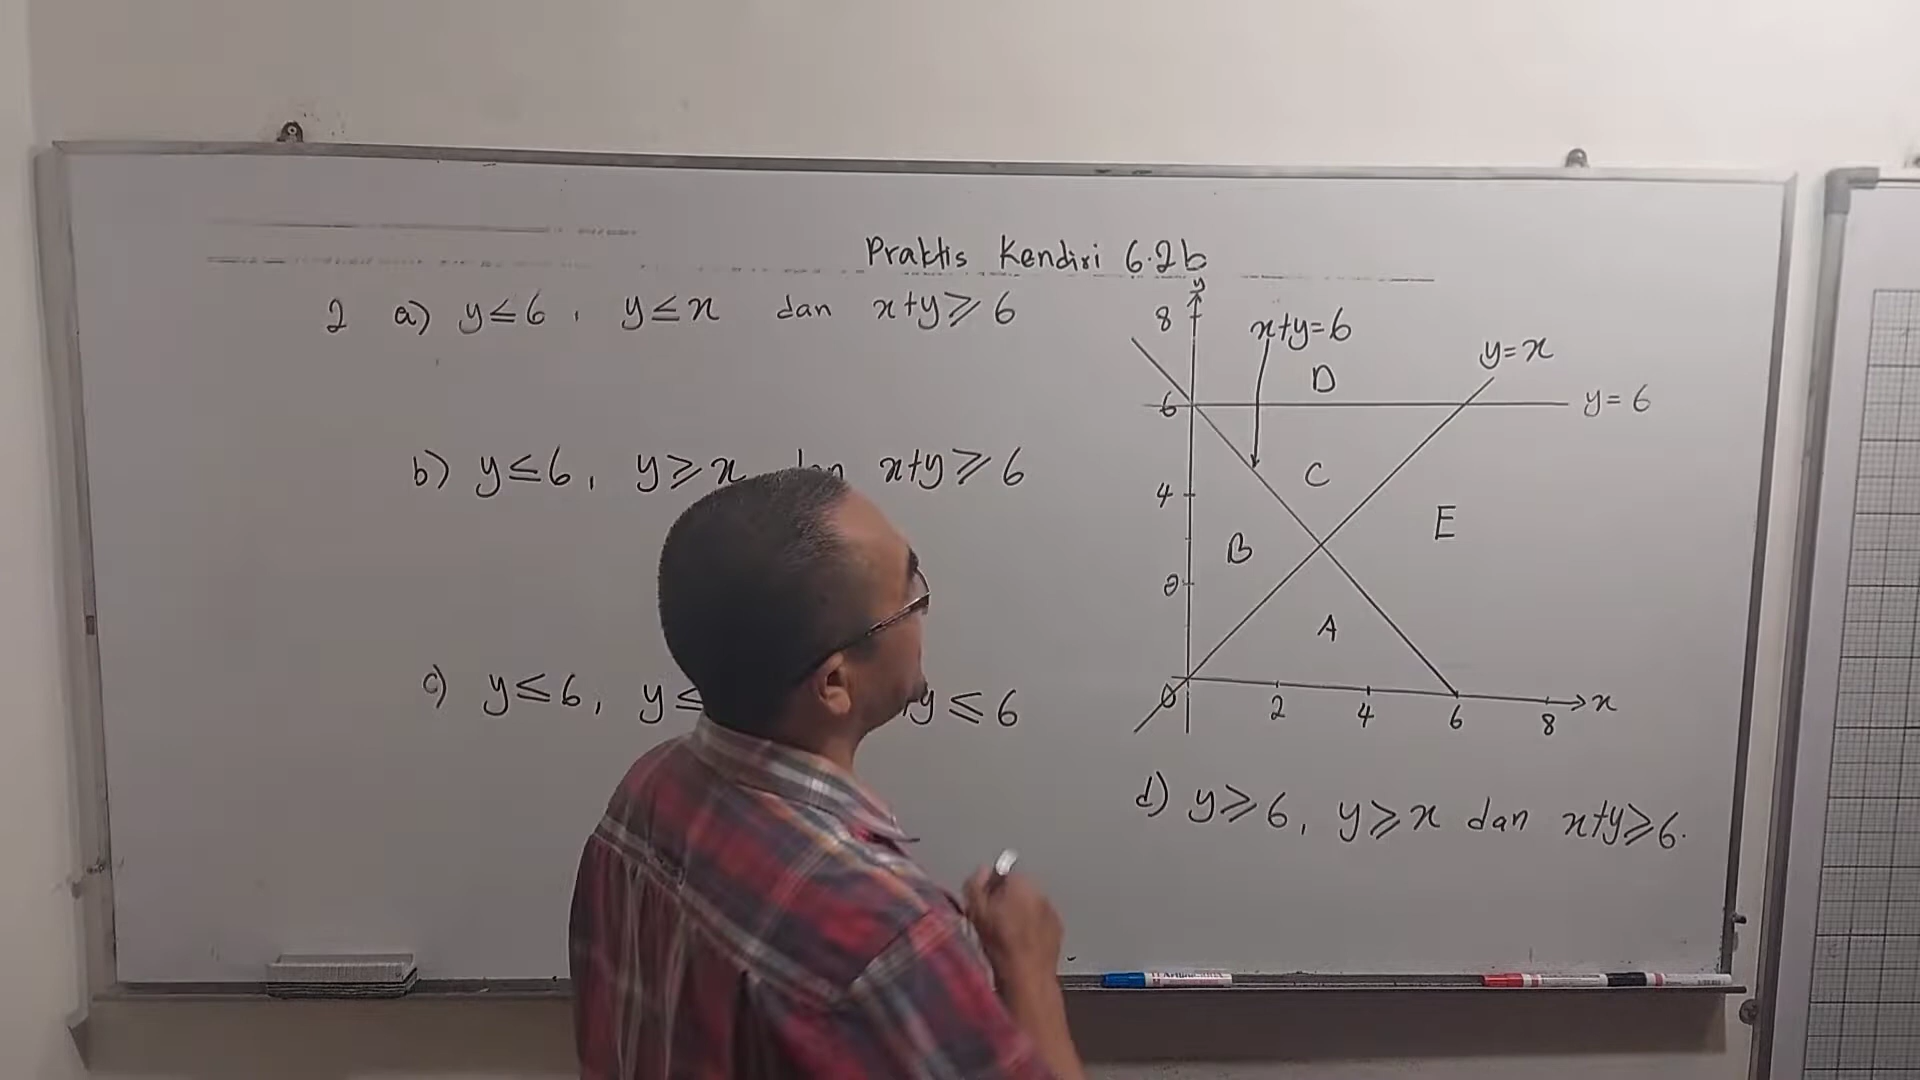 Praktis Kendiri 6.2b
2 a) y≤6, y≤x dan x+y⩾6
b) y≤6, y⩾x x+y⩾6
c) y≤6, y≤ y≤6
y
8
x+y=6
y=x
D
6
y=6
C
4
E
B
2
A
0
2 4 6 8 x
d) y⩾6, y⩾x dan x+y⩾6.